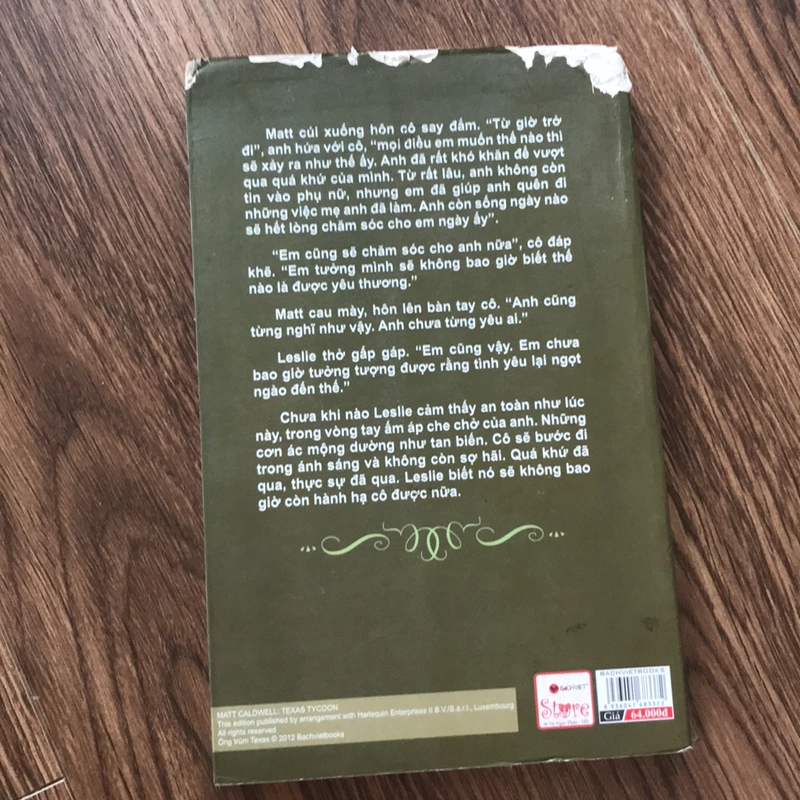 Matt cúi xuống hôn cô say đắm. “Từ giờ trở
đi”, anh hứa với cô, “mọi điều em muốn thế nào thì
sẽ xảy ra như thế ấy. Anh đã rất khó khăn để vượt
qua quá khứ của mình. Từ rất lâu, anh không còn
tin vào phụ nữ, nhưng em đã giúp anh quên đi
những việc mẹ anh đã làm. Anh còn sống ngày nào
sẽ hết lòng chăm sóc cho em ngày ấy”.
“Em cũng sẽ chăm sóc cho anh nữa”, cô đáp
khẽ. “Em tưởng mình sẽ không bao giờ biết thế
nào là được yêu thương.”
Matt cau mày, hôn lên bàn tay cô. “Anh cũng
từng nghĩ như vậy. Anh chưa từng yêu ai.”
Leslie thở gấp gáp. “Em cũng vậy. Em chưa
bao giờ tưởng tượng được rằng tình yêu lại ngọt
ngào đến thế.”
Chưa khi nào Leslie cảm thấy an toàn như lúc
này, trong vòng tay ấm áp che chở của anh. Những
cơn ác mộng dường như tan biến. Cô sẽ bước đi
trong ánh sáng và không còn sợ hãi. Quá khứ đã
qua, thực sự đã qua. Leslie biết nó sẽ không bao
giờ còn hành hạ cô được nữa.
MATT CALDWELL: TEXAS TYCOON
This edition published by arrangement with Harlequin Enterprises II B.V./S.a.r.l., Luxembourg
All rights reserved
Ông trùm Texas © 2012 Bachvietbooks
BACHVIET
Store
BACHVIETBOOKS
8 936041 683372
Giá 64.000đ